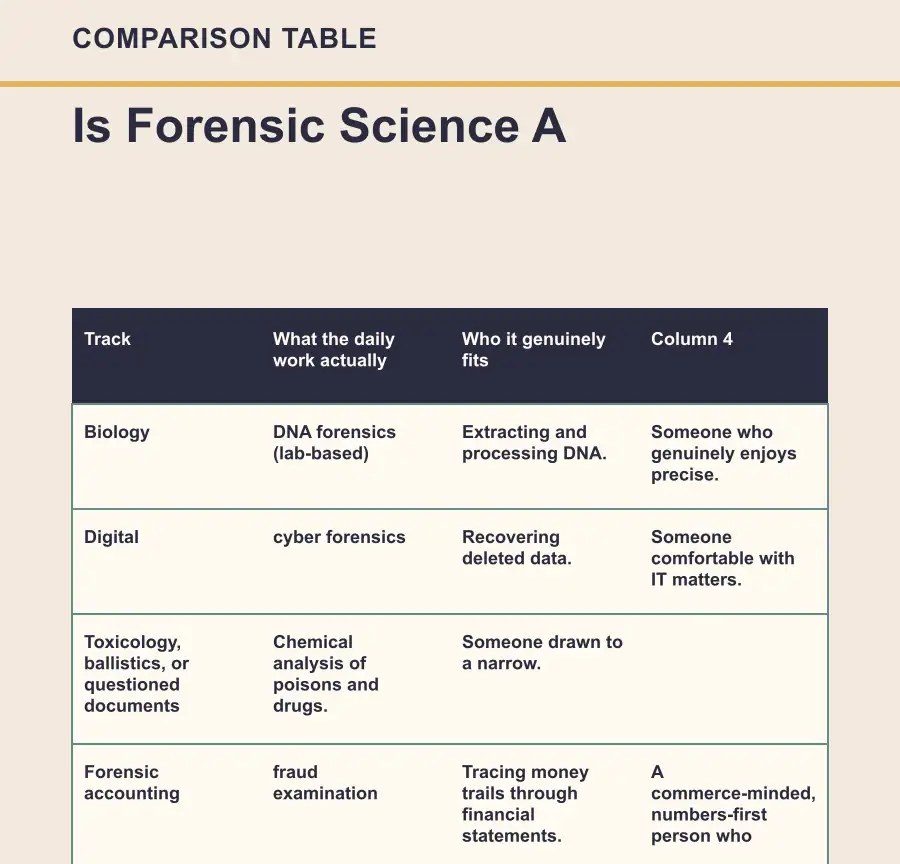 COMPARISON TABLE
Is Forensic Science A
Track
What the daily
work actually
Who it genuinely
fits
Column 4
Biology
DNA forensics
(lab-based)
Extracting and
processing DNA.
Someone who
genuinely enjoys
precise.
Digital
cyber forensics
Recovering
deleted data.
Someone
comfortable with
IT matters.
Toxicology,
ballistics, or
questioned
documents
Chemical
analysis of
poisons and
drugs.
Someone drawn to
a narrow.
Forensic
accounting
fraud
examination
Tracing money
trails through
financial
statements.
A
commerce-minded,
numbers-first
person who